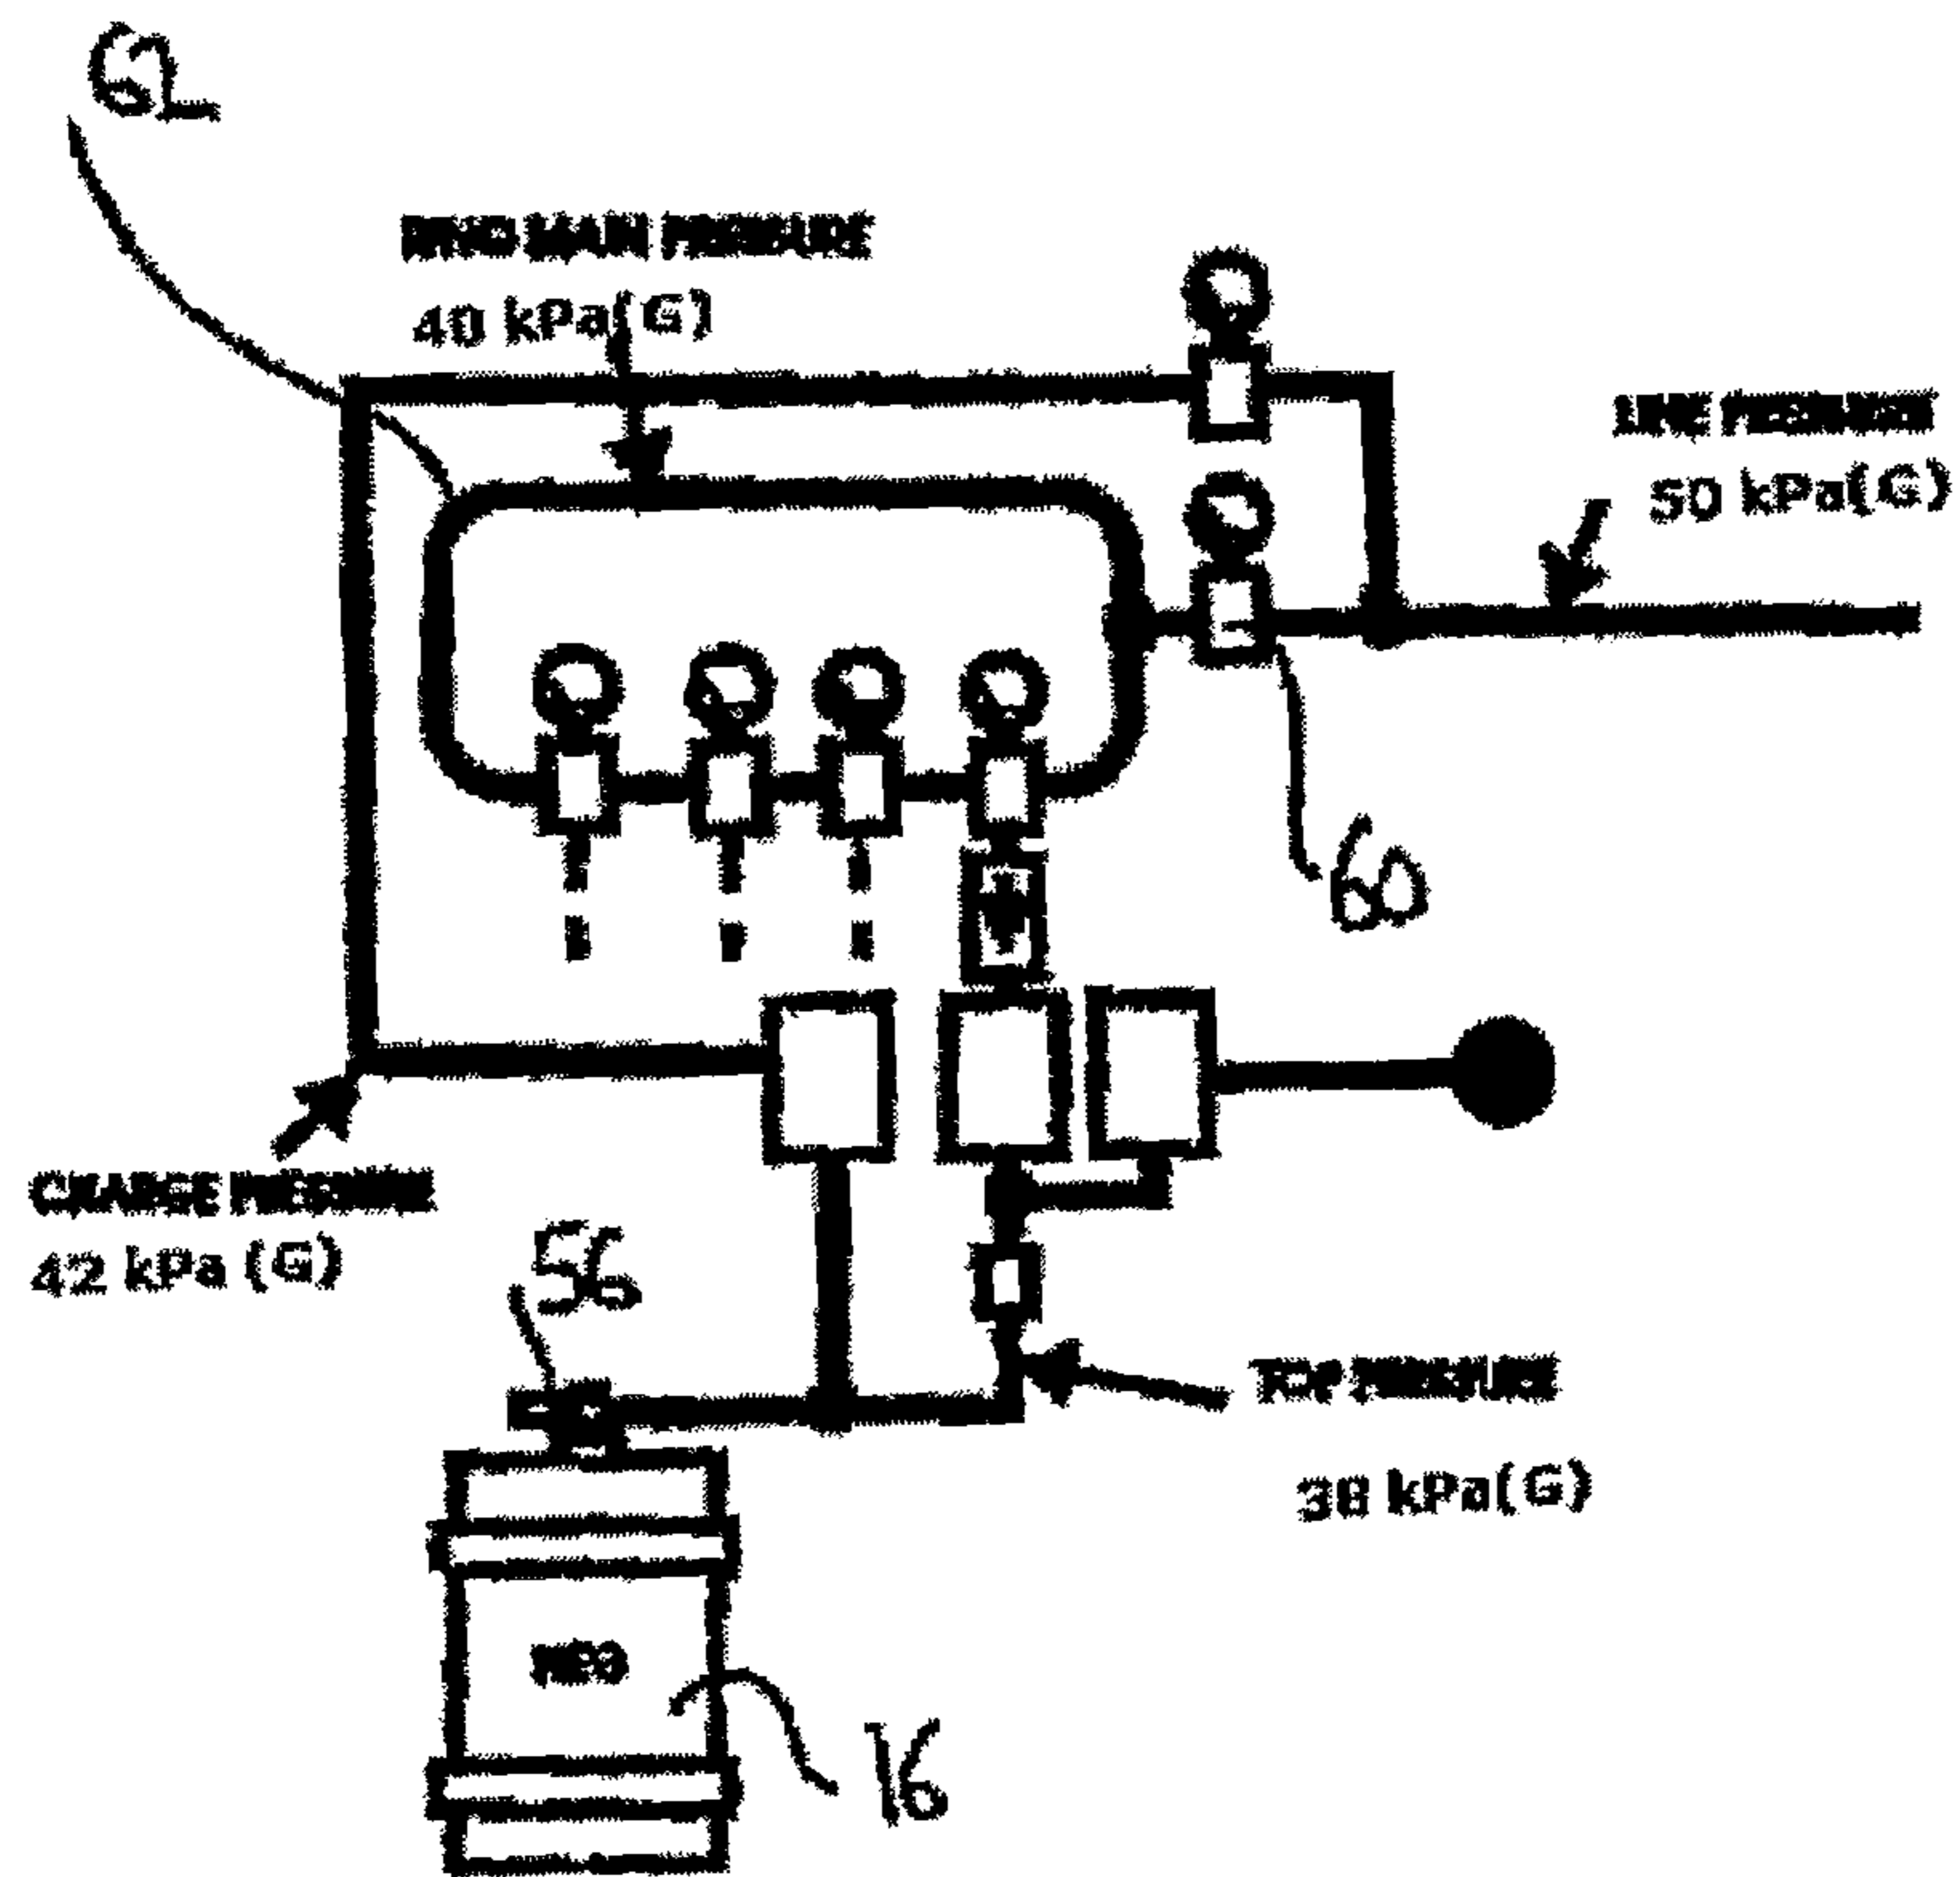 62
RING MAIN PRESSURE
40 kPa(G)
LINE PRESSURE
50 kPa(G)
60
CHARGE PRESSURE
42 kPa (G)
56
TOP PRESSURE
38 kPa(G)
16